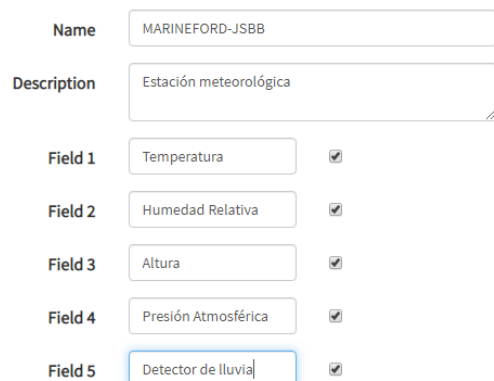 Name MARINEFORD-JSBB
Description Estación meteorológica
Field 1 Temperatura
Field 2 Humedad Relativa
Field 3 Altura
Field 4 Presión Atmosférica
Field 5 Detector de lluvia